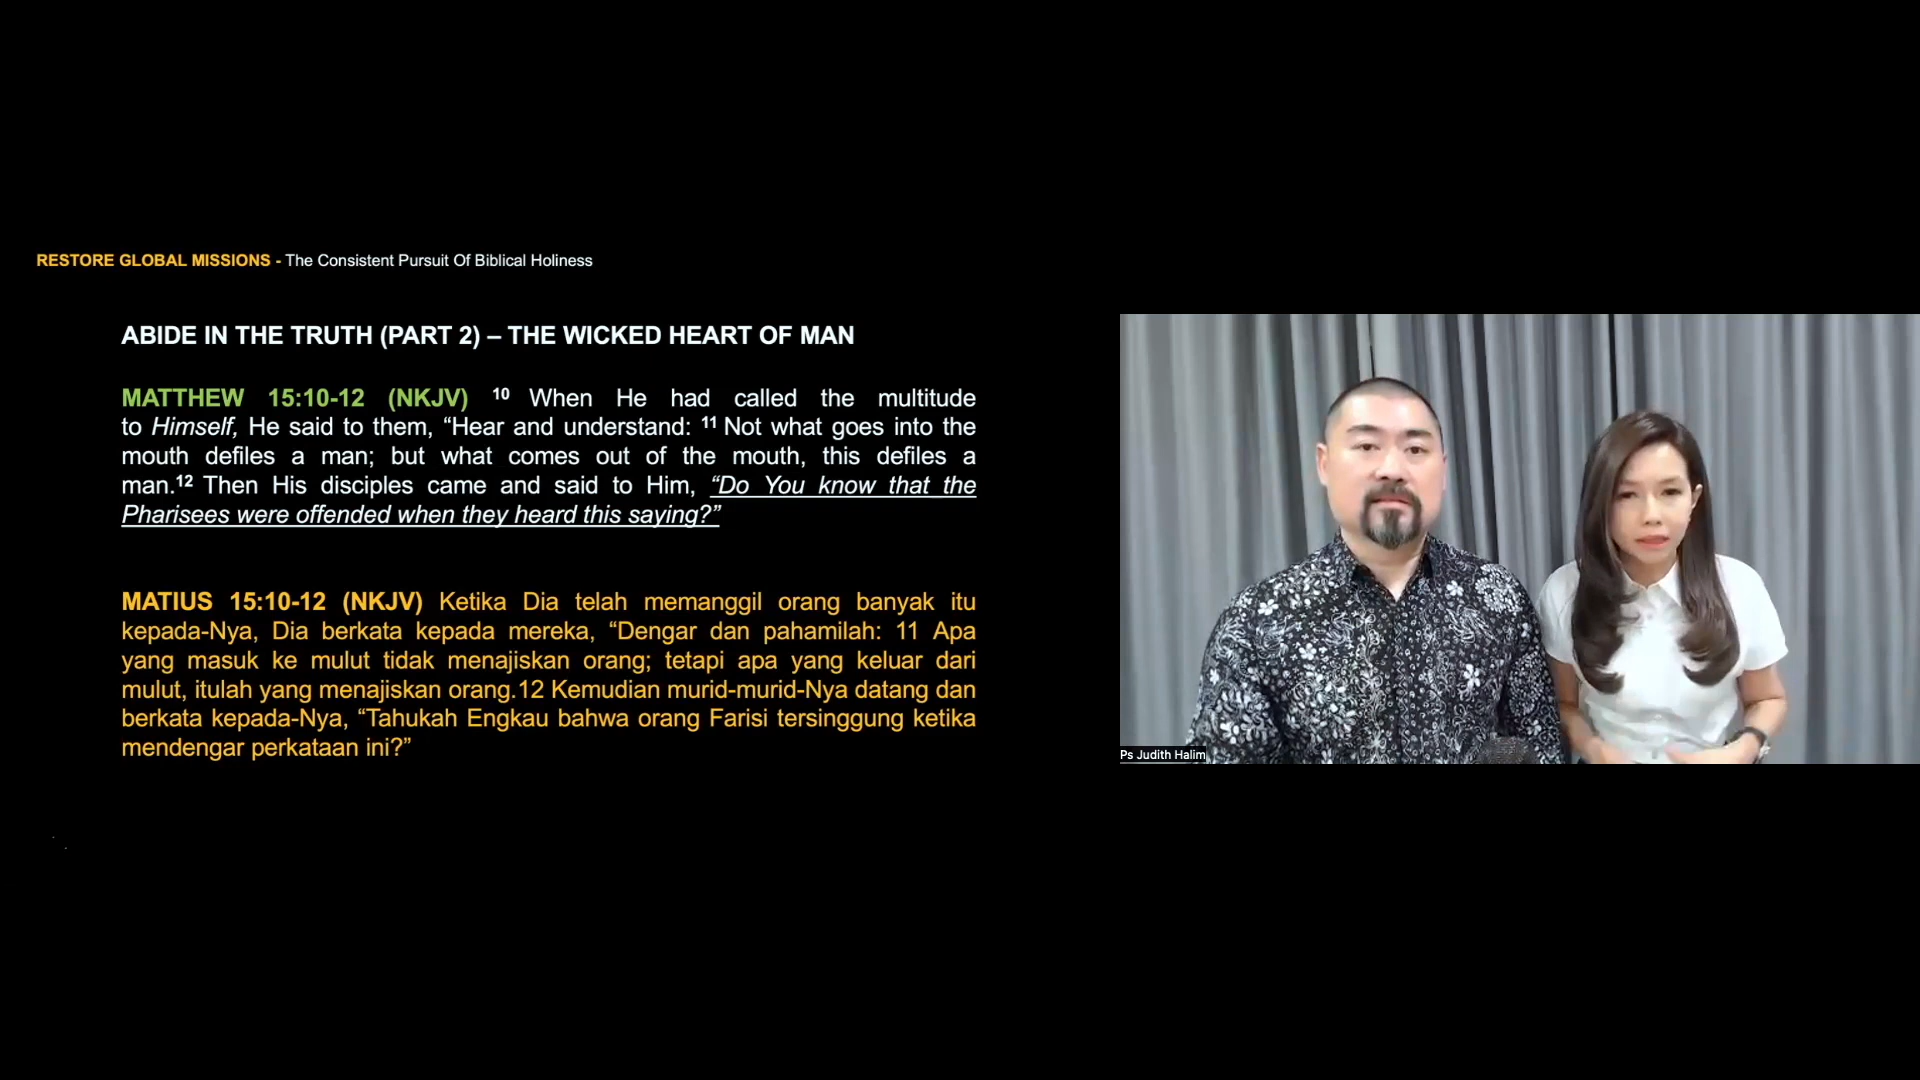 RESTORE GLOBAL MISSIONS - The Consistent Pursuit Of Biblical Holiness
ABIDE IN THE TRUTH (PART 2) – THE WICKED HEART OF MAN
MATTHEW 15:10-12 (NKJV) ¹⁰ When He had called the multitude
to Himself, He said to them, “Hear and understand: ¹¹ Not what goes into the
mouth defiles a man; but what comes out of the mouth, this defiles a
man.¹² Then His disciples came and said to Him, “Do You know that the
Pharisees were offended when they heard this saying?”
MATIUS 15:10-12 (NKJV) Ketika Dia telah memanggil orang banyak itu
kepada-Nya, Dia berkata kepada mereka, “Dengar dan pahamilah: 11 Apa
yang masuk ke mulut tidak menajiskan orang; tetapi apa yang keluar dari
mulut, itulah yang menajiskan orang.12 Kemudian murid-murid-Nya datang dan
berkata kepada-Nya, “Tahukah Engkau bahwa orang Farisi tersinggung ketika
mendengar perkataan ini?”
Ps Judith Halim